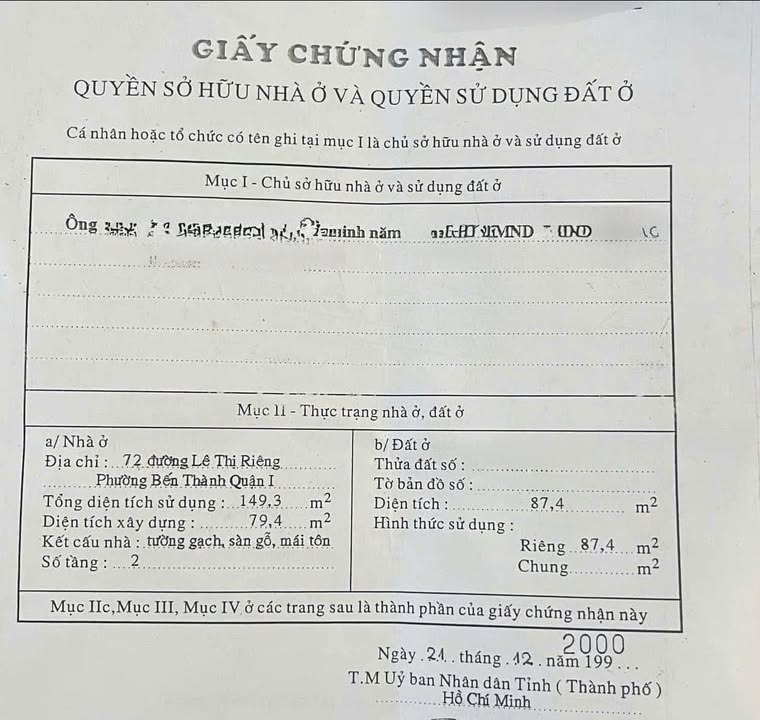 GIẤY CHỨNG NHẬN
QUYỀN SỞ HỮU NHÀ Ở VÀ QUYỀN SỬ DỤNG ĐẤT Ở
Cá nhân hoặc tổ chức có tên ghi tại mục I là chủ sở hữu nhà ở và sử dụng đất ở
Mục I - Chủ sở hữu nhà ở và sử dụng đất ở
Ông năm
Mục II - Thực trạng nhà ở, đất ở
a/ Nhà ở
Địa chỉ : 72 đường Lê Thị Riêng
Phường Bến Thành Quận I
Tổng diện tích sử dụng : 149,3 m²
Diện tích xây dựng : 79,4 m²
Kết cấu nhà : tường gạch, sàn gỗ, mái tôn
Số tầng : 2
b/ Đất ở
Thửa đất số :
Tờ bản đồ số :
Diện tích : 87,4 m²
Hình thức sử dụng :
Riêng 87,4 m²
Chung m²
Mục IIc,Mục III, Mục IV ở các trang sau là thành phần của giấy chứng nhận này
2000
Ngày . 21 . tháng . 12 . năm 199 . . .
T.M Uỷ ban Nhân dân Tỉnh ( Thành phố )
Hồ Chí Minh